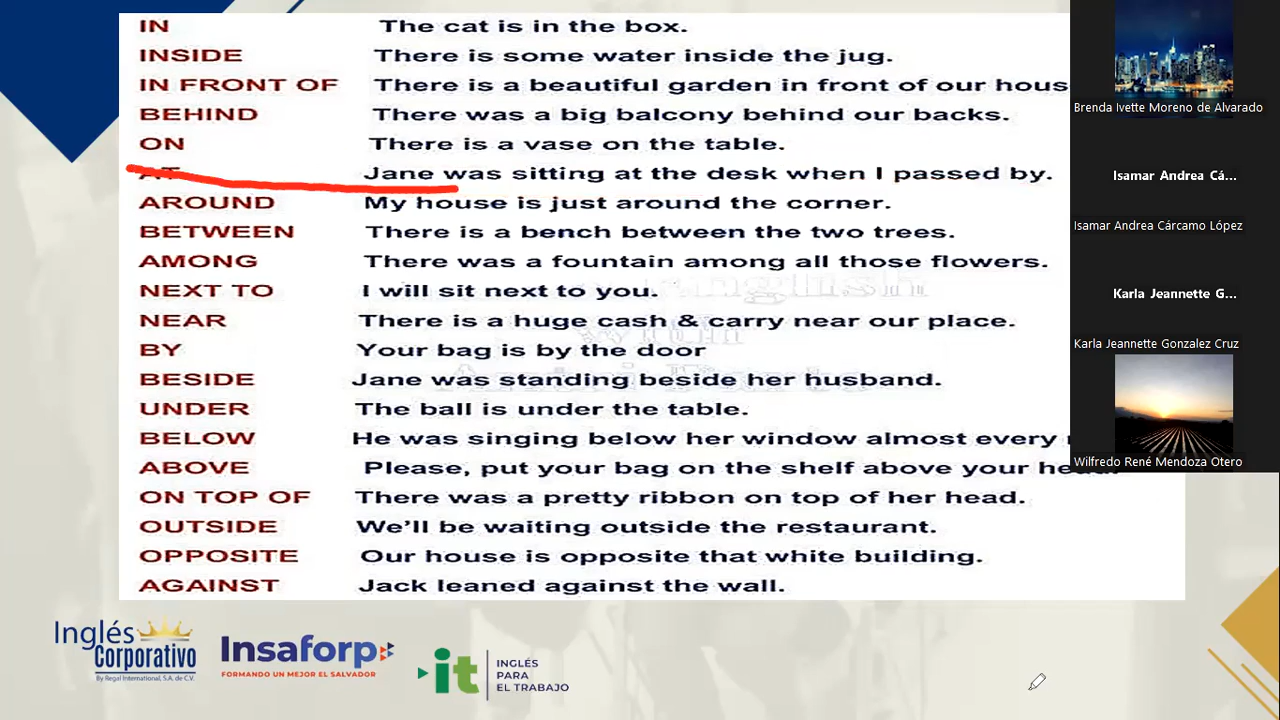 IN The cat is in the box.
INSIDE There is some water inside the jug.
IN FRONT OF There is a beautiful garden in front of our hous
BEHIND There was a big balcony behind our backs.
ON There is a vase on the table.
AT Jane was sitting at the desk when I passed by.
AROUND My house is just around the corner.
BETWEEN There is a bench between the two trees.
AMONG There was a fountain among all those flowers.
NEXT TO I will sit next to you.
NEAR There is a huge cash & carry near our place.
BY Your bag is by the door
BESIDE Jane was standing beside her husband.
UNDER The ball is under the table.
BELOW He was singing below her window almost every
ABOVE Please, put your bag on the shelf above your head.
ON TOP OF There was a pretty ribbon on top of her head.
OUTSIDE We'll be waiting outside the restaurant.
OPPOSITE Our house is opposite that white building.
AGAINST Jack leaned against the wall.
Brenda Ivette Moreno de Alvarado
Isamar Andrea Cá...
Isamar Andrea Cárcamo López
Karla Jeannette G...
Karla Jeannette Gonzalez Cruz
Wilfredo René Mendoza Otero
Inglés
Corporativo
By Regal International, S.A. de C.V.
Insaforp
FORMANDO UN MEJOR EL SALVADOR
it
INGLÉS
PARA
EL TRABAJO